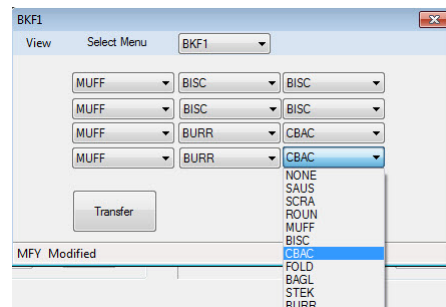 BKF1
View Select Menu BKF1
MUFF BISC BISC
MUFF BISC BISC
MUFF BURR CBAC
MUFF BURR CBAC
NONE
SAUS
SCRA
ROUN
MUFF
BISC
CBAC
FOLD
BAGL
STEK
BURR
Transfer
MFY Modified